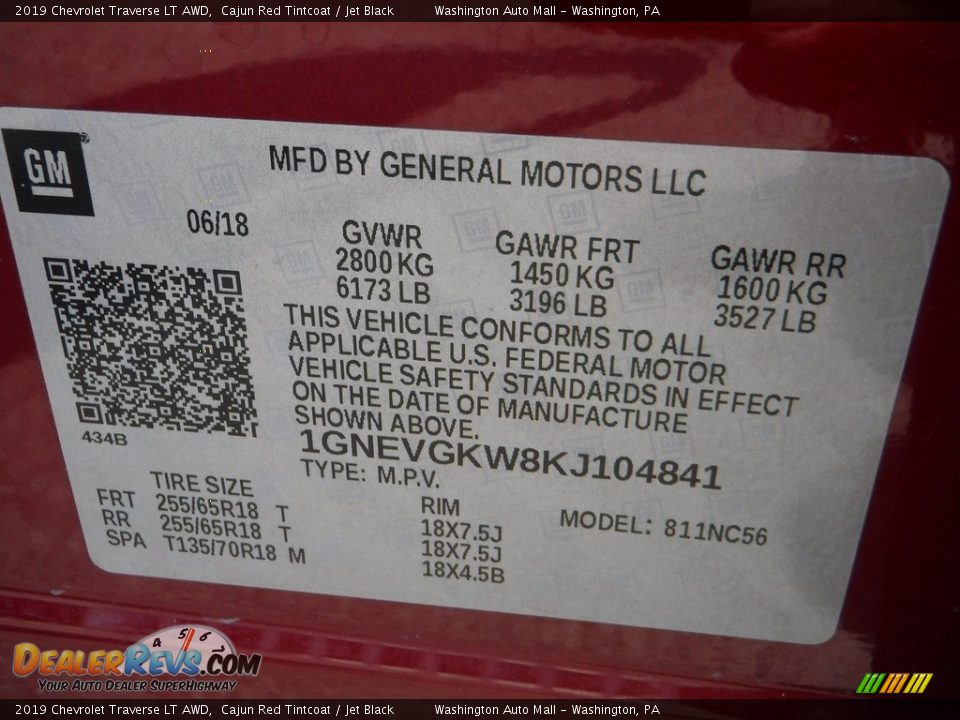 2019 Chevrolet Traverse LT AWD, Cajun Red Tintcoat / Jet Black Washington Auto Mall - Washington, PA
GM
MFD BY GENERAL MOTORS LLC
06/18
GVWR GAWR FRT GAWR RR
2800 KG 1450 KG 1600 KG
6173 LB 3196 LB 3527 LB
THIS VEHICLE CONFORMS TO ALL
APPLICABLE U.S. FEDERAL MOTOR
VEHICLE SAFETY STANDARDS IN EFFECT
ON THE DATE OF MANUFACTURE
SHOWN ABOVE.
434B
1GNEVGKW8KJ104841
TYPE: M.P.V.
TIRE SIZE RIM MODEL: 811NC56
FRT 255/65R18 T 18X7.5J
RR 255/65R18 T 18X7.5J
SPA T135/70R18 M 18X4.5B
DEALERREVS.COM
YOUR AUTO DEALER SUPERHIGHWAY
2019 Chevrolet Traverse LT AWD, Cajun Red Tintcoat / Jet Black Washington Auto Mall - Washington, PA